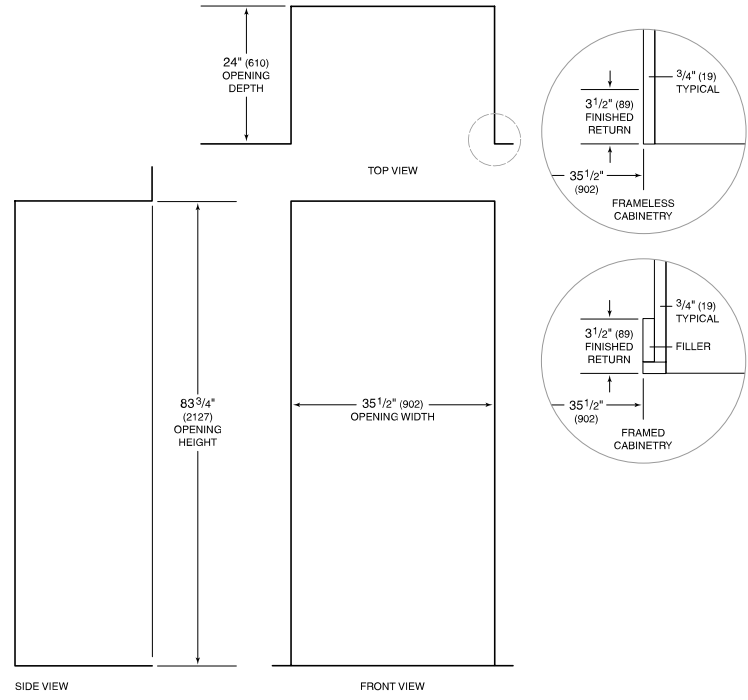 24" (610)
OPENING
DEPTH
TOP VIEW
3/4" (19)
TYPICAL
3 1/2" (89)
FINISHED
RETURN
35 1/2"
(902)
FRAMELESS
CABINETRY
3/4" (19)
TYPICAL
3 1/2" (89)
FINISHED
RETURN
FILLER
35 1/2"
(902)
FRAMED
CABINETRY
83 3/4"
(2127)
OPENING
HEIGHT
35 1/2" (902)
OPENING WIDTH
SIDE VIEW
FRONT VIEW